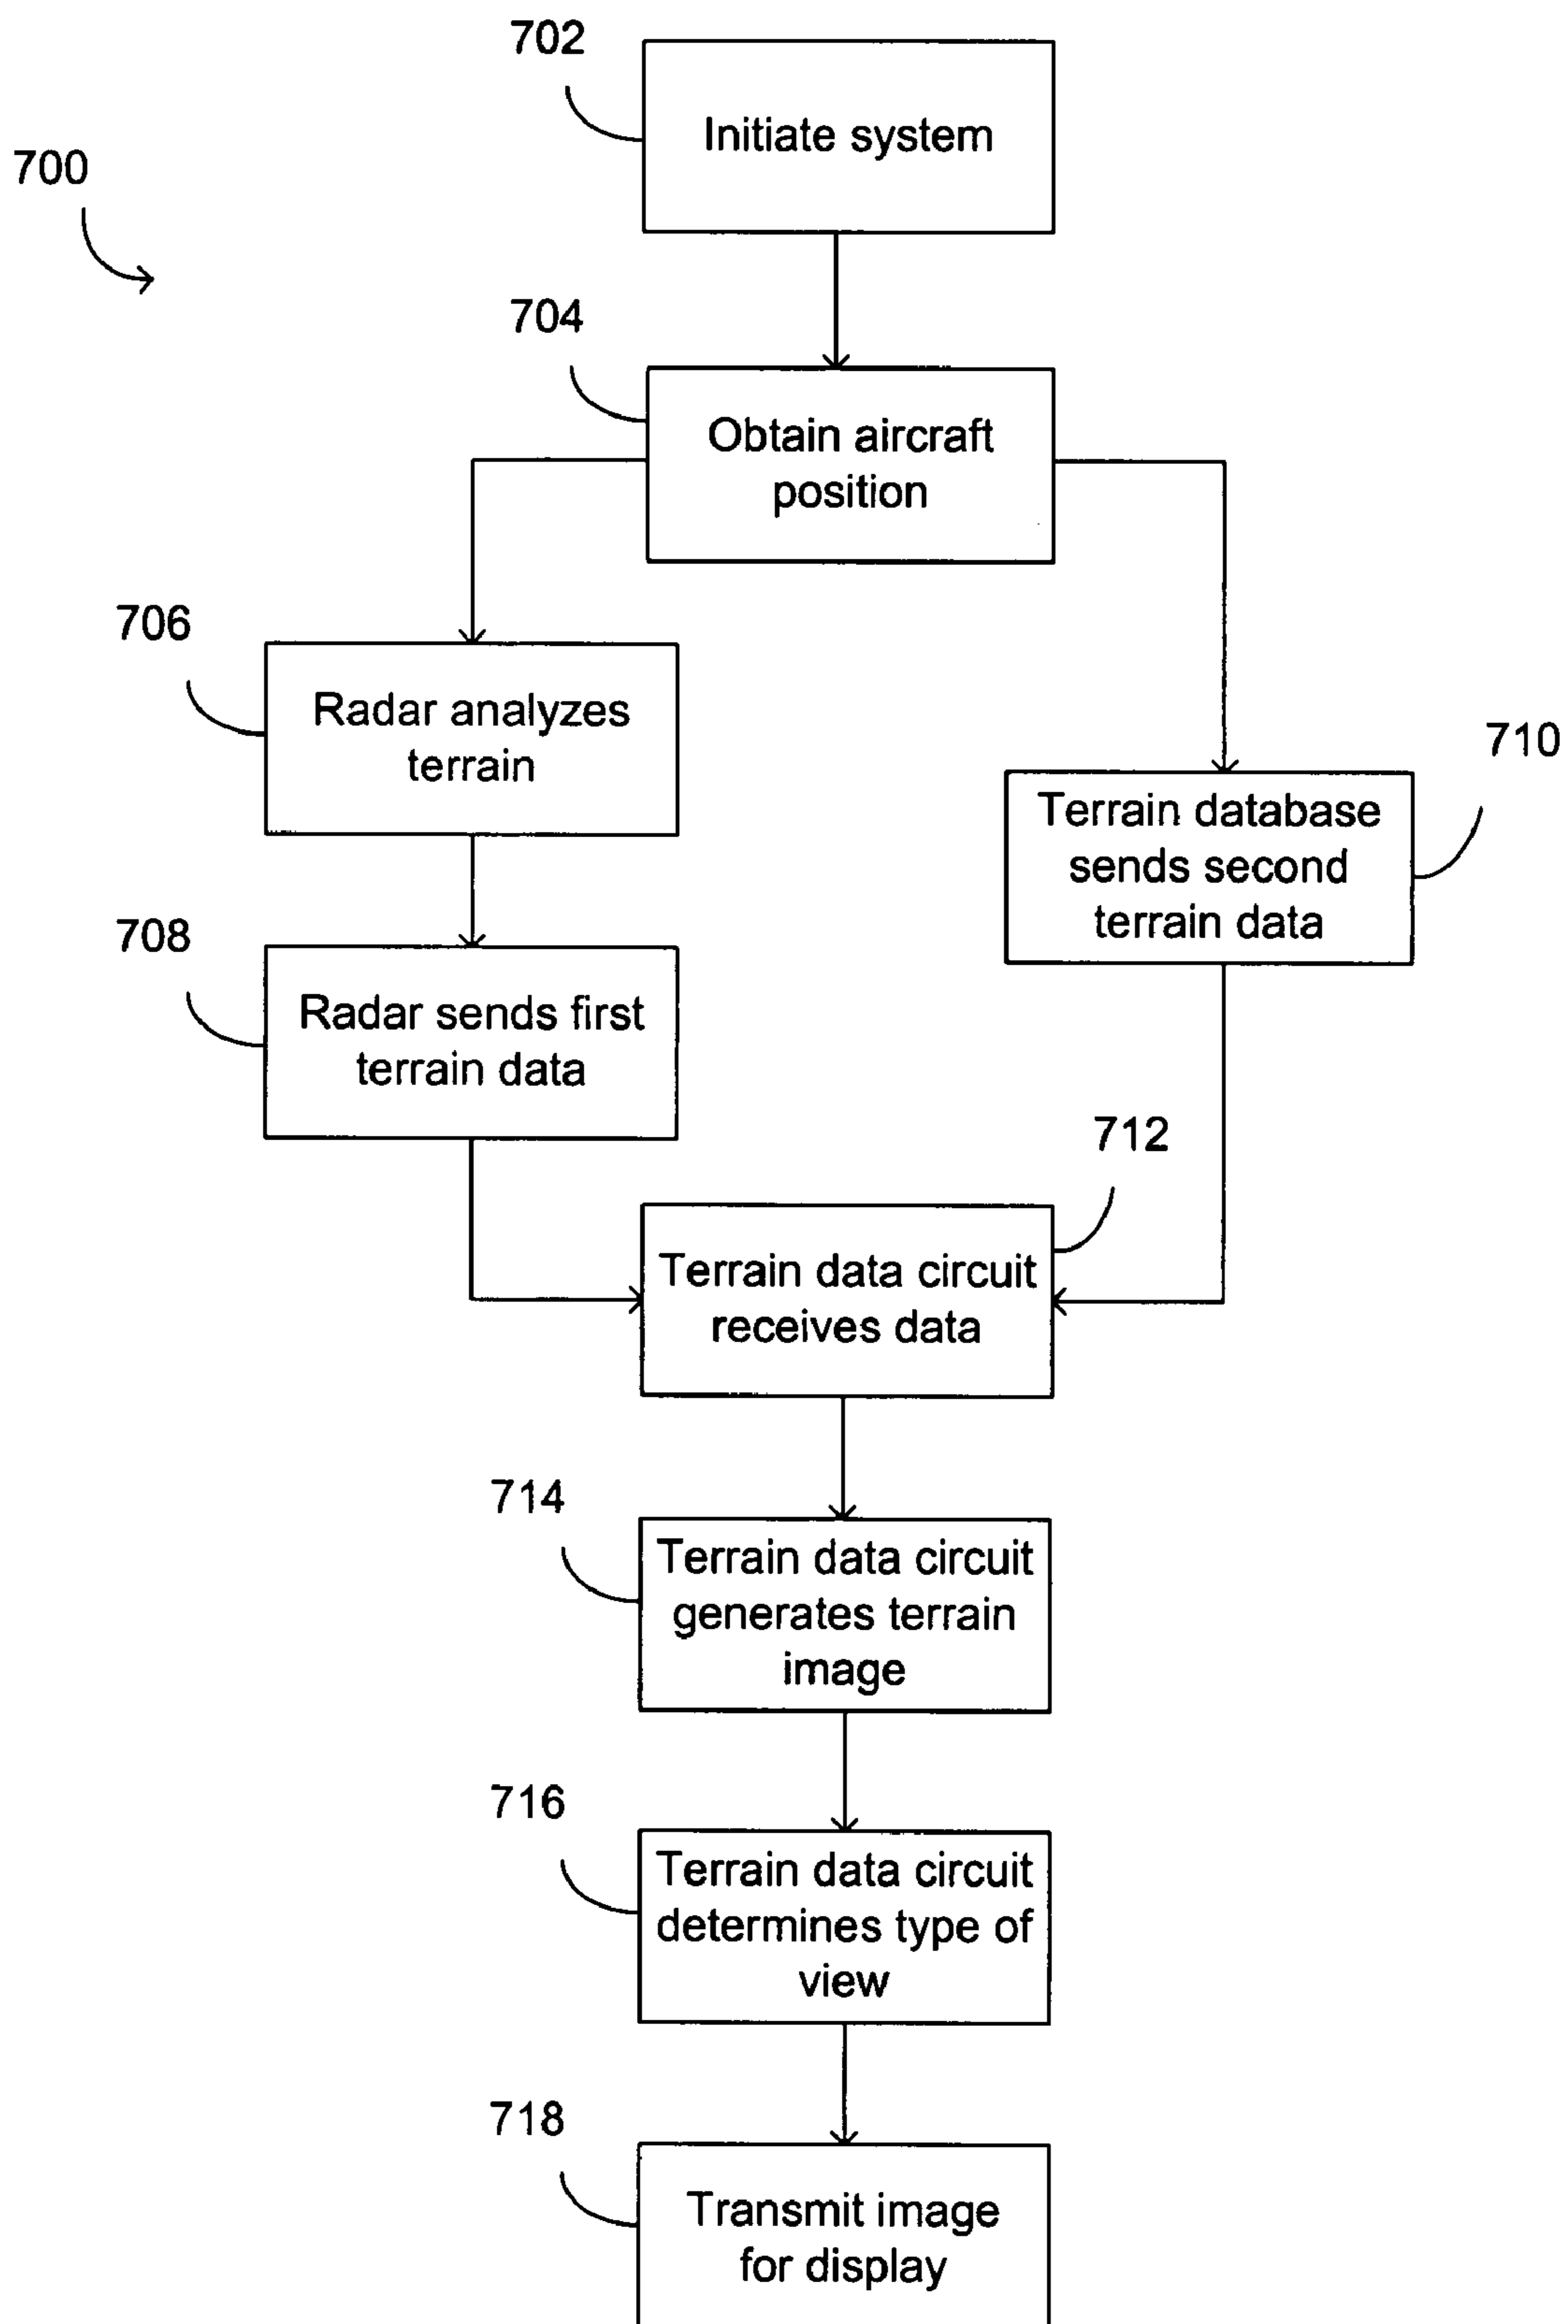 702
Initiate system
700
704
Obtain aircraft
position
706
Radar analyzes
terrain
710
Terrain database
sends second
terrain data
708
Radar sends first
terrain data
712
Terrain data circuit
receives data
714
Terrain data circuit
generates terrain
image
716
Terrain data circuit
determines type of
view
718
Transmit image
for display